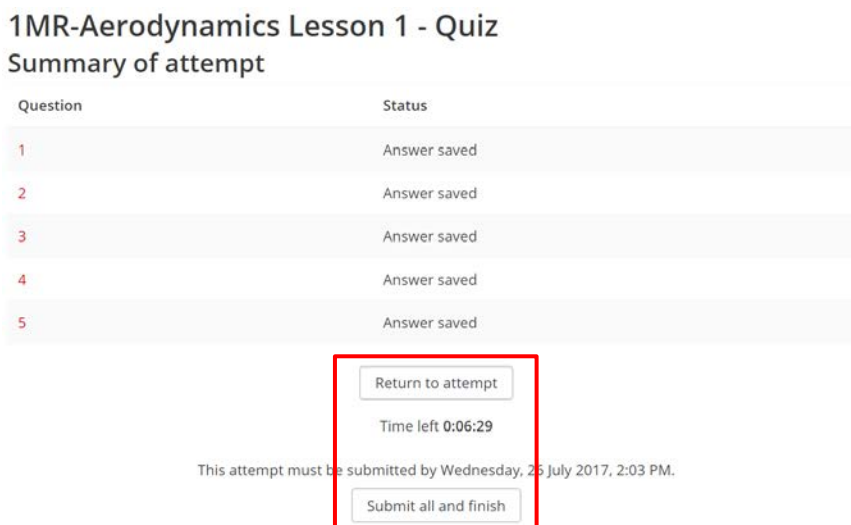 1MR-Aerodynamics Lesson 1 - Quiz
Summary of attempt
Question Status
1 Answer saved
2 Answer saved
3 Answer saved
4 Answer saved
5 Answer saved
Return to attempt
Time left 0:06:29
This attempt must be submitted by Wednesday, 26 July 2017, 2:03 PM.
Submit all and finish